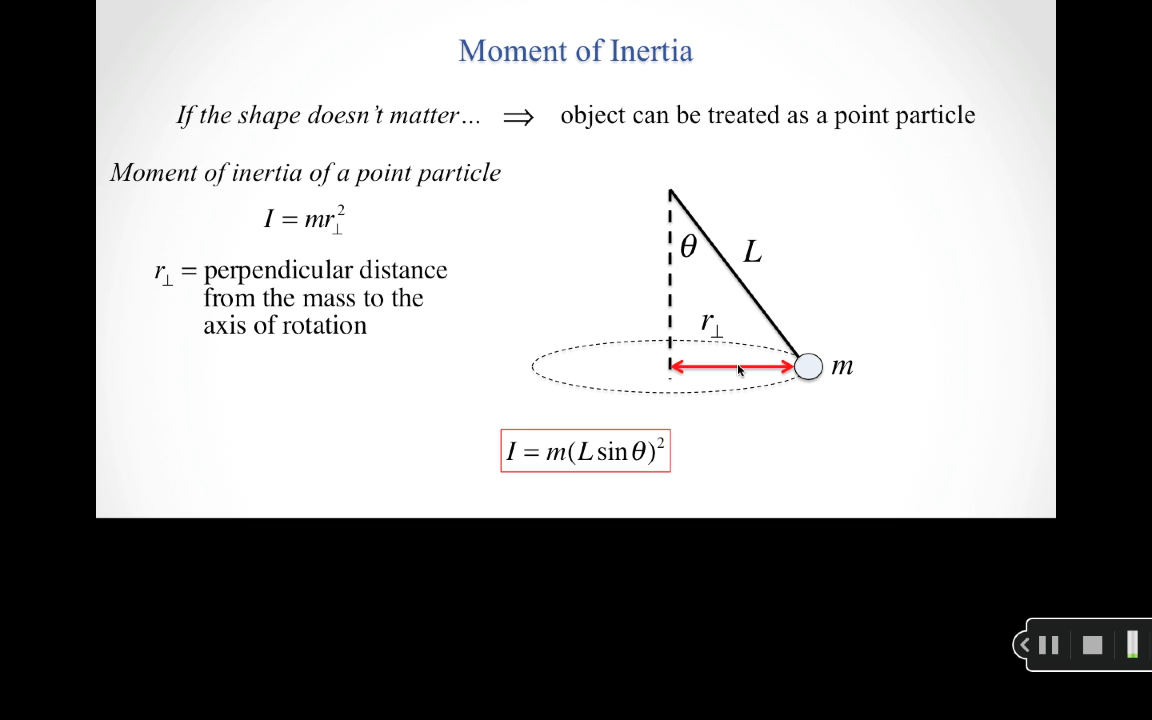 Moment of Inertia
If the shape doesn't matter... ⟹ object can be treated as a point particle
Moment of inertia of a point particle
I = mr⊥²
r⊥ = perpendicular distance
from the mass to the
axis of rotation
θ
L
r⊥
m
I = m(L sin θ)²